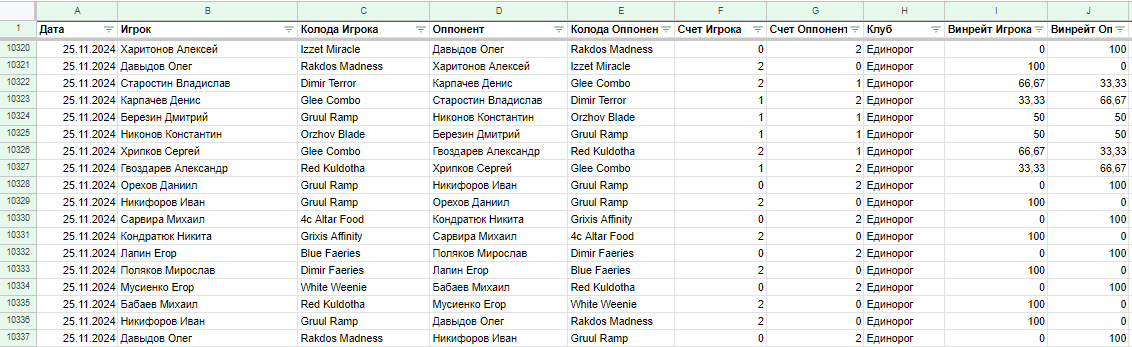 A B C D E F G H I J
1 Дата Игрок Колода Игрока Оппонент Колода Оппонен Счет Игрока Счет Оппонент Клуб Винрейт Игрока Винрейт Оп
10320 25.11.2024 Харитонов Алексей Izzet Miracle Давыдов Олег Rakdos Madness 0 2 Единорог 0 100
10321 25.11.2024 Давыдов Олег Rakdos Madness Харитонов Алексей Izzet Miracle 2 0 Единорог 100 0
10322 25.11.2024 Старостин Владислав Dimir Terror Карпачев Денис Glee Combo 2 1 Единорог 66,67 33,33
10323 25.11.2024 Карпачев Денис Glee Combo Старостин Владислав Dimir Terror 1 2 Единорог 33,33 66,67
10324 25.11.2024 Березин Дмитрий Gruul Ramp Никонов Константин Orzhov Blade 1 1 Единорог 50 50
10325 25.11.2024 Никонов Константин Orzhov Blade Березин Дмитрий Gruul Ramp 1 1 Единорог 50 50
10326 25.11.2024 Хрипков Сергей Glee Combo Гвоздарев Александр Red Kuldotha 2 1 Единорог 66,67 33,33
10327 25.11.2024 Гвоздарев Александр Red Kuldotha Хрипков Сергей Glee Combo 1 2 Единорог 33,33 66,67
10328 25.11.2024 Орехов Даниил Gruul Ramp Никифоров Иван Gruul Ramp 0 2 Единорог 0 100
10329 25.11.2024 Никифоров Иван Gruul Ramp Орехов Даниил Gruul Ramp 2 0 Единорог 100 0
10330 25.11.2024 Сарвира Михаил 4c Altar Food Кондратюк Никита Grixis Affinity 0 2 Единорог 0 100
10331 25.11.2024 Кондратюк Никита Grixis Affinity Сарвира Михаил 4c Altar Food 2 0 Единорог 100 0
10332 25.11.2024 Лапин Егор Blue Faeries Поляков Мирослав Dimir Faeries 0 2 Единорог 0 100
10333 25.11.2024 Поляков Мирослав Dimir Faeries Лапин Егор Blue Faeries 2 0 Единорог 100 0
10334 25.11.2024 Мусиенко Егор White Weenie Бабаев Михаил Red Kuldotha 0 2 Единорог 0 100
10335 25.11.2024 Бабаев Михаил Red Kuldotha Мусиенко Егор White Weenie 2 0 Единорог 100 0
10336 25.11.2024 Никифоров Иван Gruul Ramp Давыдов Олег Rakdos Madness 2 0 Единорог 100 0
10337 25.11.2024 Давыдов Олег Rakdos Madness Никифоров Иван Gruul Ramp 0 2 Единорог 0 100